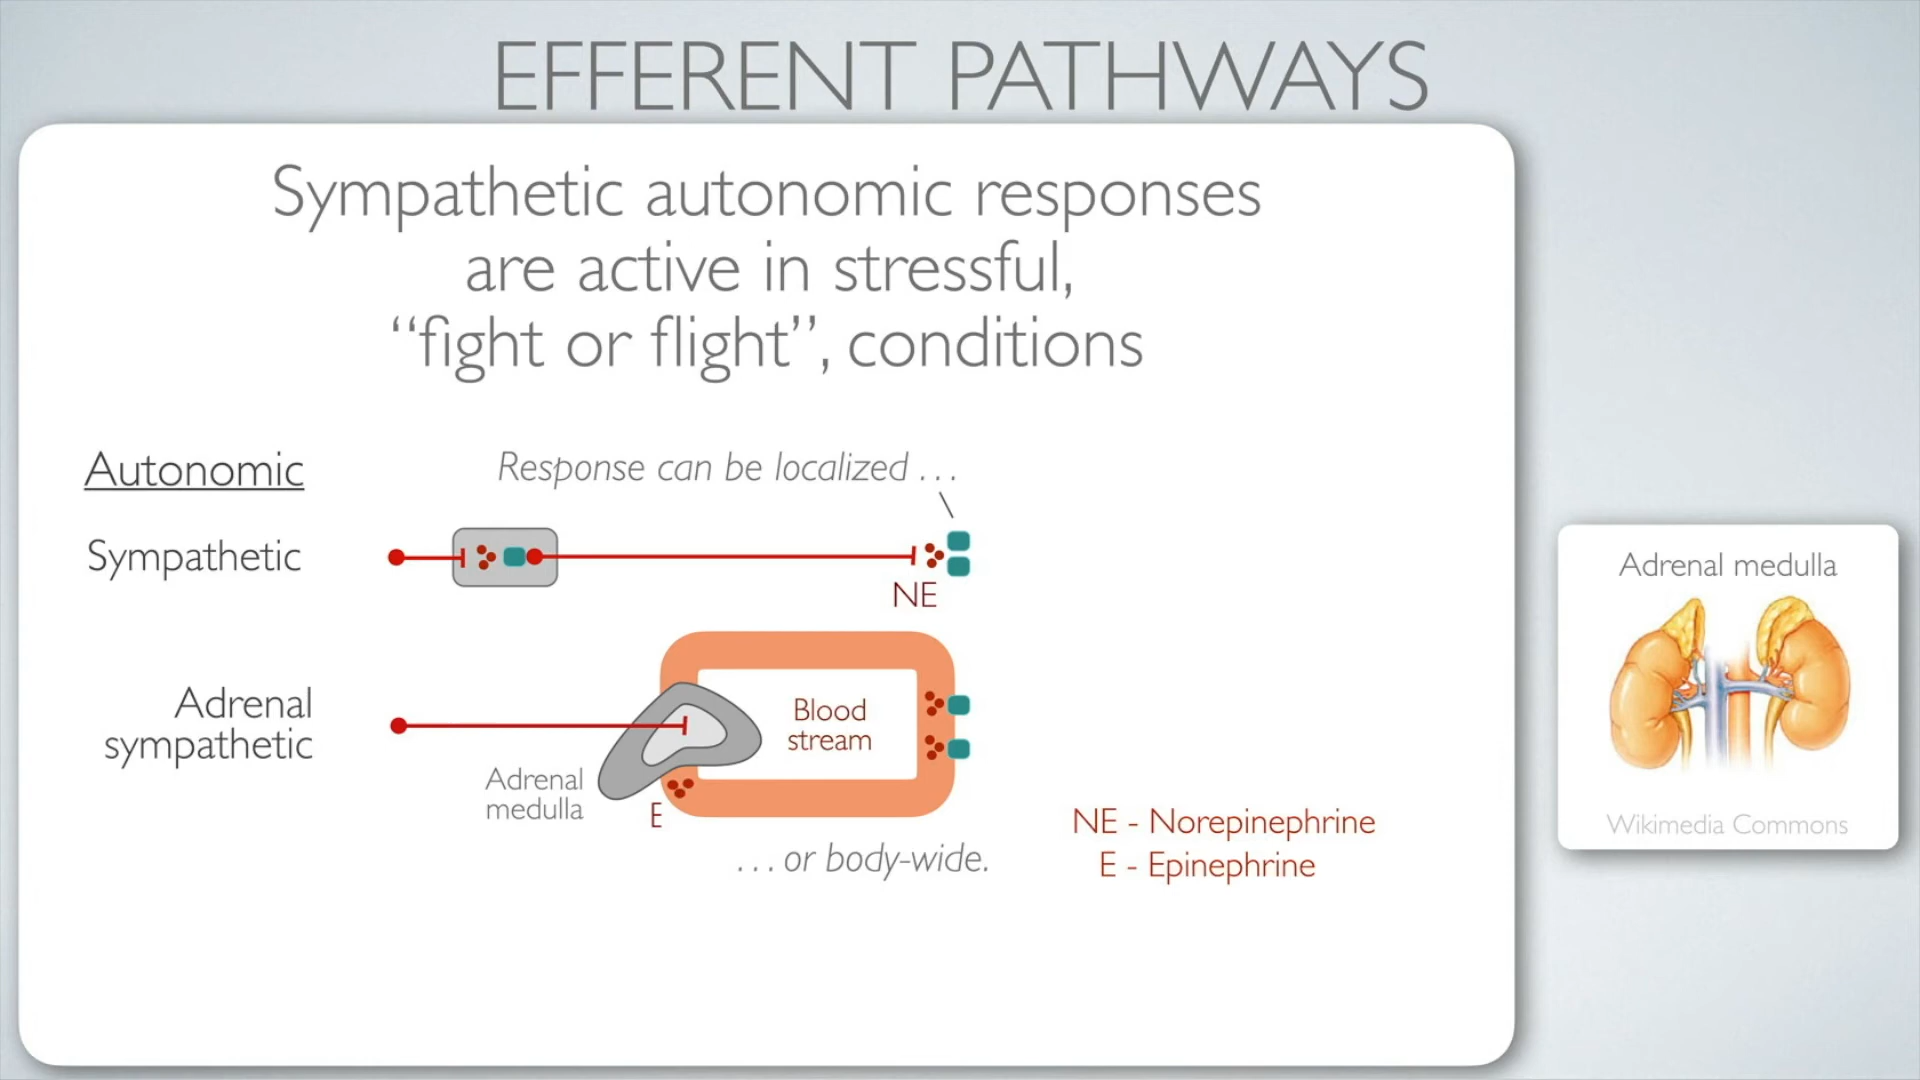 EFFERENT PATHWAYS
Sympathetic autonomic responses
are active in stressful,
“fight or flight”, conditions
Autonomic
Response can be localized . . .
Sympathetic
NE
Adrenal
sympathetic
Blood
stream
Adrenal
medulla
E
. . . or body-wide.
NE - Norepinephrine
E - Epinephrine
Adrenal medulla
Wikimedia Commons